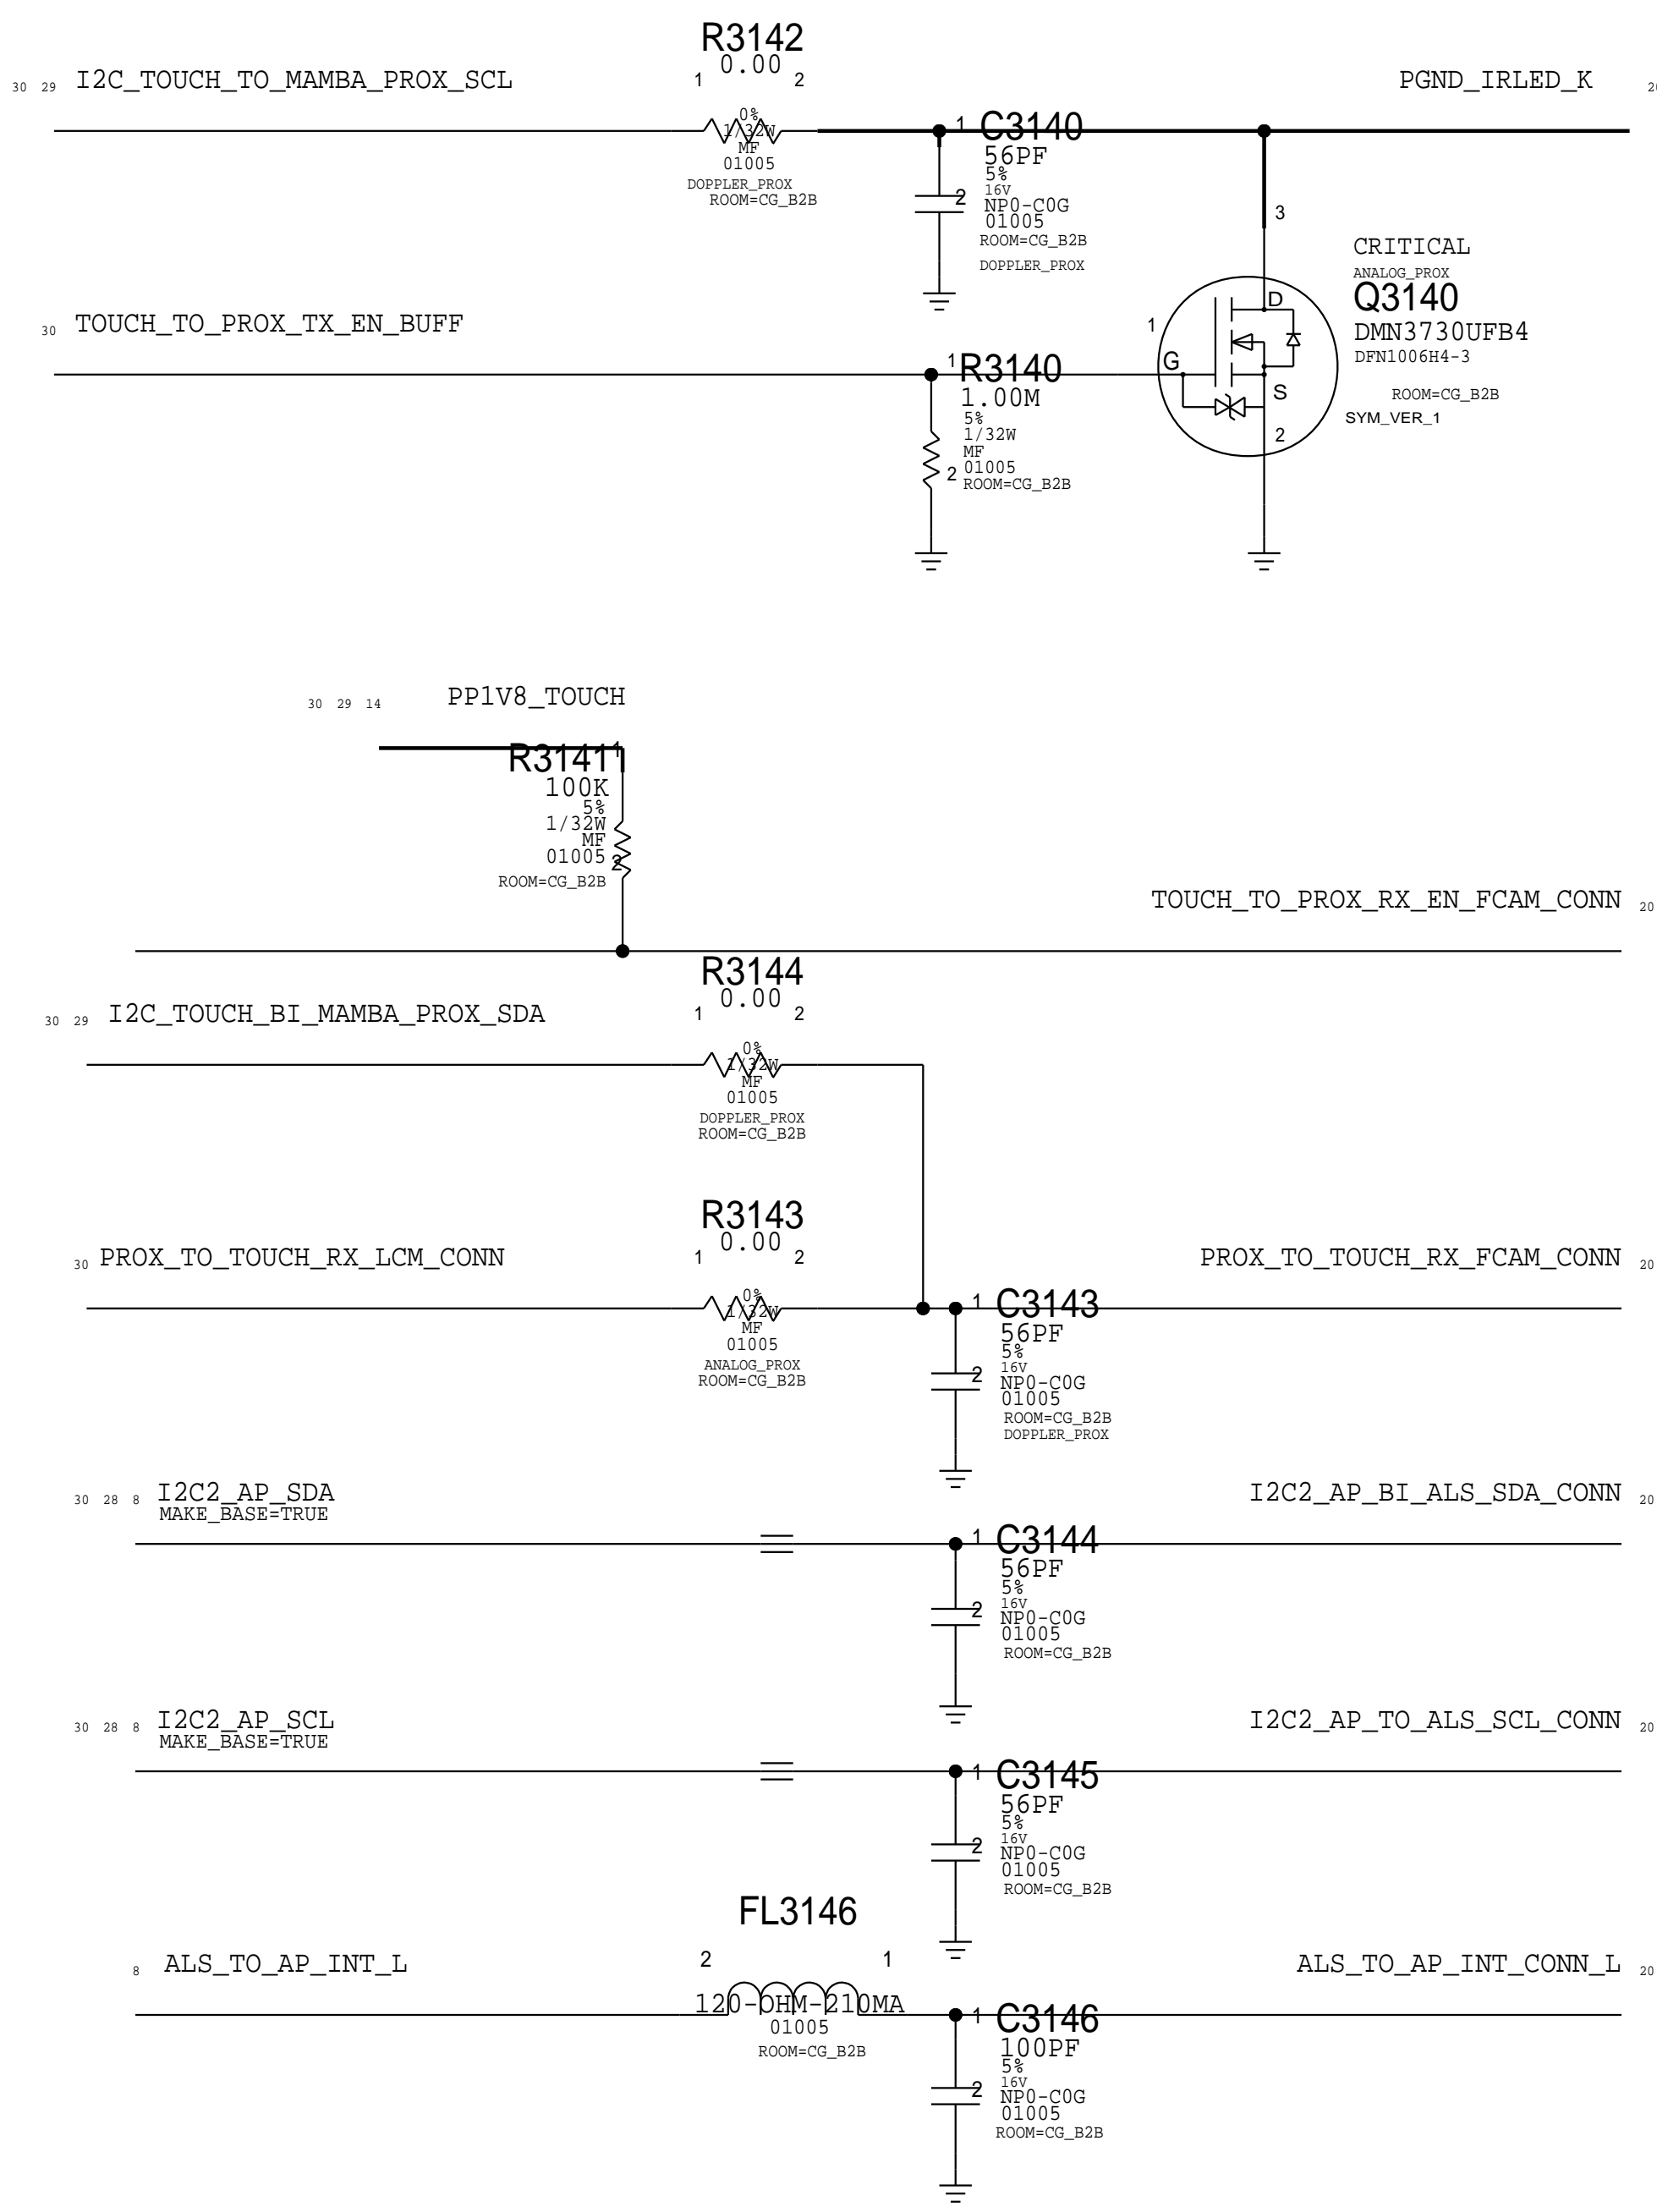 R3142
0.00
1 2
30 29 I2C_TOUCH_TO_MAMBA_PROX_SCL
PGND_IRLED_K
0%
1/32W
MF
01005
DOPPLER_PROX
ROOM=CG_B2B
1 C3140
56PF
5%
16V
2 NP0-C0G
01005
ROOM=CG_B2B
DOPPLER_PROX
3
CRITICAL
ANALOG_PROX
Q3140
DMN3730UFB4
DFN1006H4-3
ROOM=CG_B2B
SYM_VER_1
D
1
G
S
2
30 TOUCH_TO_PROX_TX_EN_BUFF
1 R3140
1.00M
5%
1/32W
MF
2 01005
ROOM=CG_B2B
30 29 14 PP1V8_TOUCH
R3141 1
1
100K
5%
1/32W
MF
01005 2
ROOM=CG_B2B
TOUCH_TO_PROX_RX_EN_FCAM_CONN 20
R3144
0.00
1 2
30 29 I2C_TOUCH_BI_MAMBA_PROX_SDA
0%
1/32W
MF
01005
DOPPLER_PROX
ROOM=CG_B2B
R3143
0.00
1 2
30 PROX_TO_TOUCH_RX_LCM_CONN
PROX_TO_TOUCH_RX_FCAM_CONN 20
0%
1/32W
MF
01005
ANALOG_PROX
ROOM=CG_B2B
1 C3143
56PF
5%
16V
2 NP0-C0G
01005
ROOM=CG_B2B
DOPPLER_PROX
30 28 8 I2C2_AP_SDA
MAKE_BASE=TRUE
I2C2_AP_BI_ALS_SDA_CONN 20
1 C3144
56PF
5%
16V
2 NP0-C0G
01005
ROOM=CG_B2B
30 28 8 I2C2_AP_SCL
MAKE_BASE=TRUE
I2C2_AP_TO_ALS_SCL_CONN 20
1 C3145
56PF
5%
16V
2 NP0-C0G
01005
ROOM=CG_B2B
FL3146
2 1
8 ALS_TO_AP_INT_L
ALS_TO_AP_INT_CONN_L 20
120-OHM-210MA
01005
ROOM=CG_B2B
1 C3146
100PF
5%
16V
2 NP0-C0G
01005
ROOM=CG_B2B